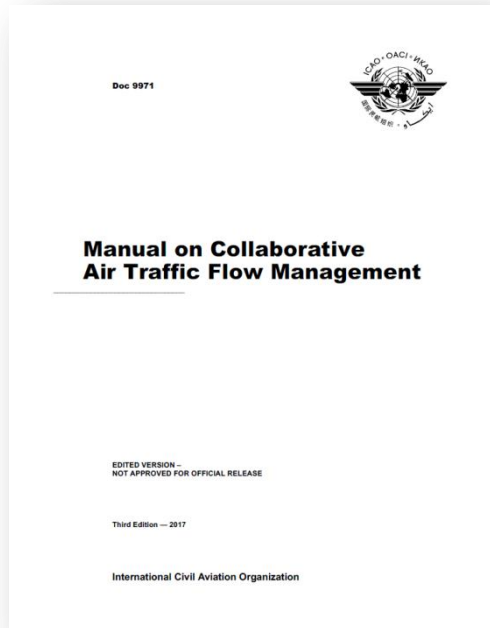 Doc 9971
ICAO · OACI · ИКАО
Manual on Collaborative
Air Traffic Flow Management
EDITED VERSION –
NOT APPROVED FOR OFFICIAL RELEASE
Third Edition — 2017
International Civil Aviation Organization